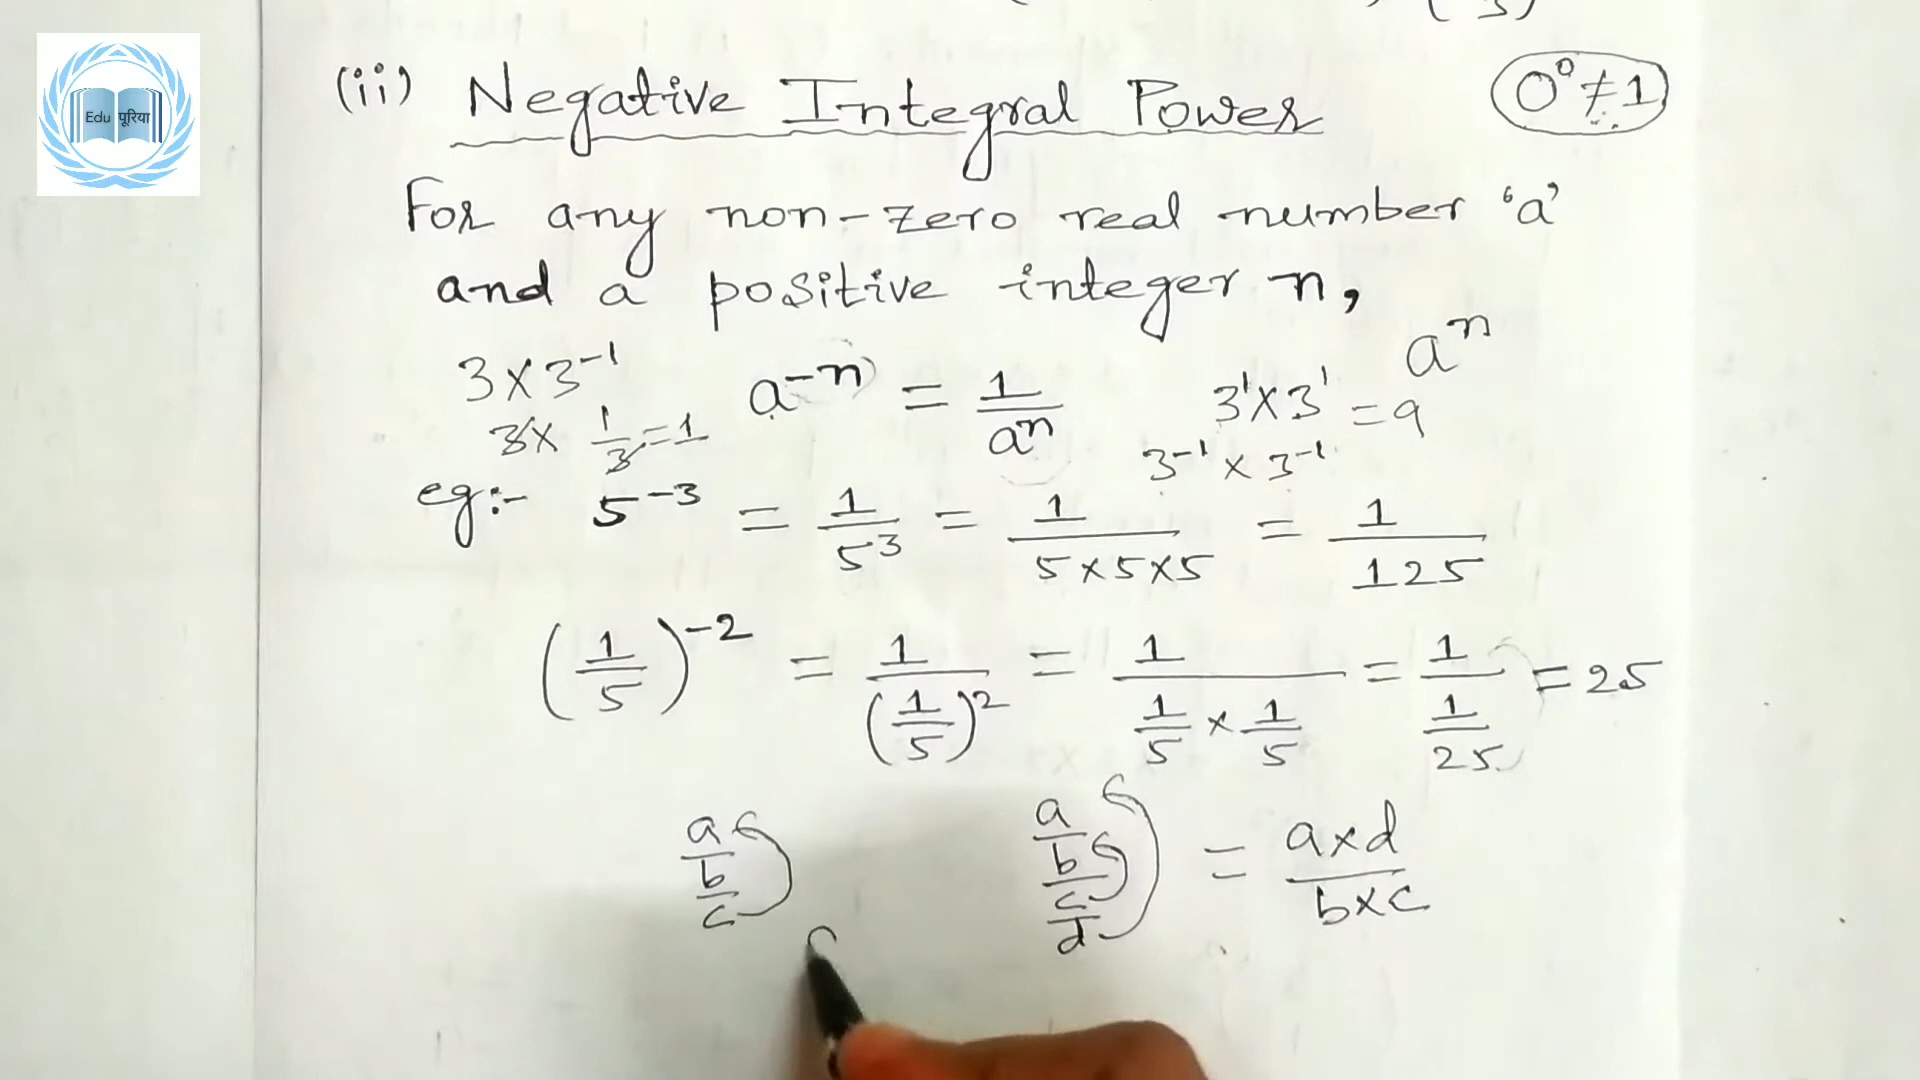 Edu पूरिया
(ii) Negative Integral Power
0⁰ ≠ 1
For any non-zero real number 'a'
and a positive integer n,
aⁿ
3×3⁻¹
3× 1/3 = 1
a⁻ⁿ = 1/aⁿ
3¹×3¹ = 9
3⁻¹×3⁻¹
eg:- 5⁻³ = 1/5³ = 1/5×5×5 = 1/125
(1/5)⁻² = 1/(1/5)² = 1/(1/5 × 1/5) = 1/(1/25) = 25
a/b/c
a/b/c/d = a×d/b×c